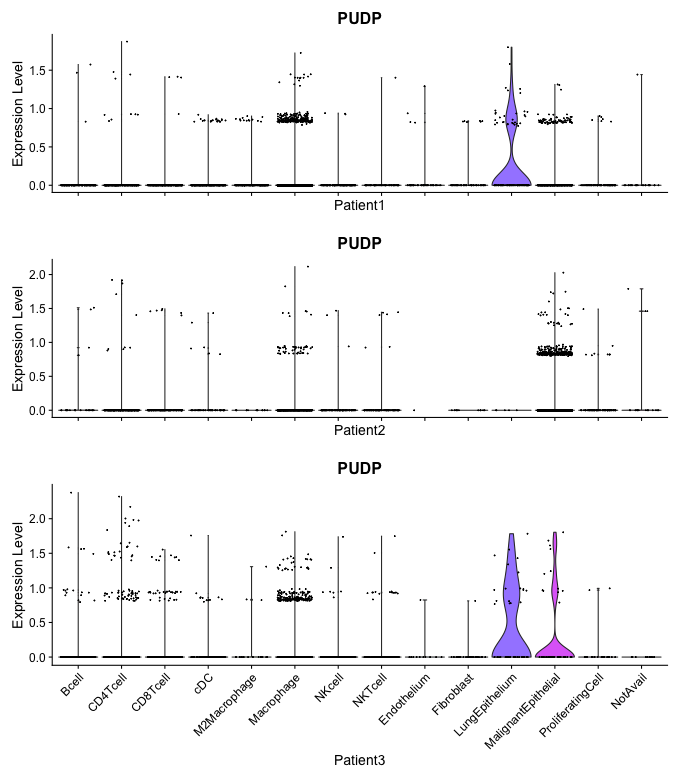 PUDP
Expression Level
1.5
1.0
0.5
0.0
Patient1
PUDP
Expression Level
2.0
1.5
1.0
0.5
0.0
Patient2
PUDP
Expression Level
2.0
1.5
1.0
0.5
0.0
Bcell
CD4Tcell
CD8Tcell
cDC
M2Macrophage
Macrophage
NKcell
NKTcell
Endothelium
Fibroblast
LungEpithelium
MalignantEpithelial
ProliferatingCell
NotAvail
Patient3